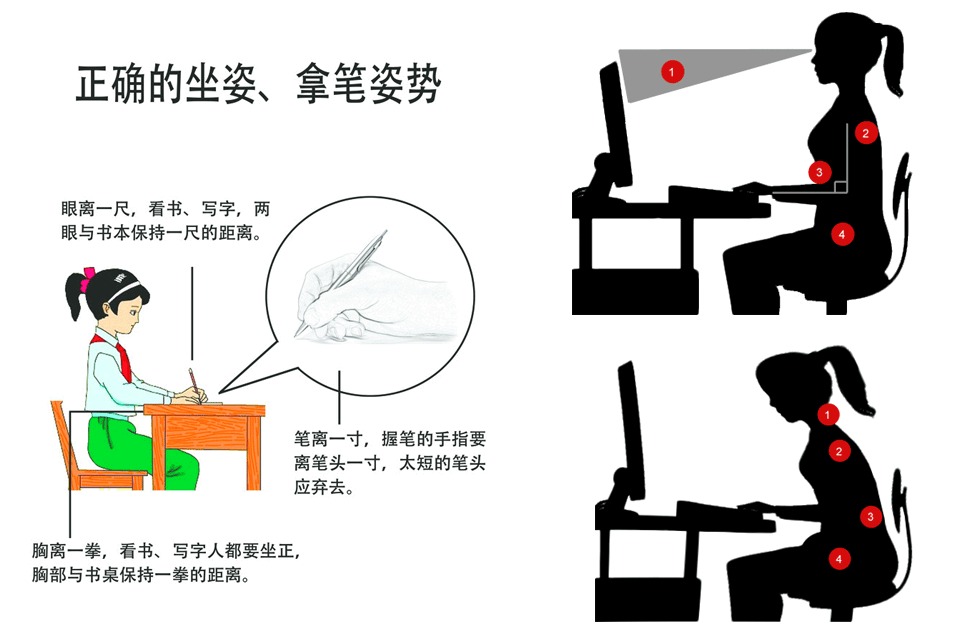 正确的坐姿、拿笔姿势
眼离一尺，看书、写字，两
眼与书本保持一尺的距离。
笔离一寸，握笔的手指要
离笔头一寸，太短的笔头
应弃去。
胸离一拳，看书、写字人都要坐正，
胸部与书桌保持一拳的距离。
1
2
3
4
1
2
3
4